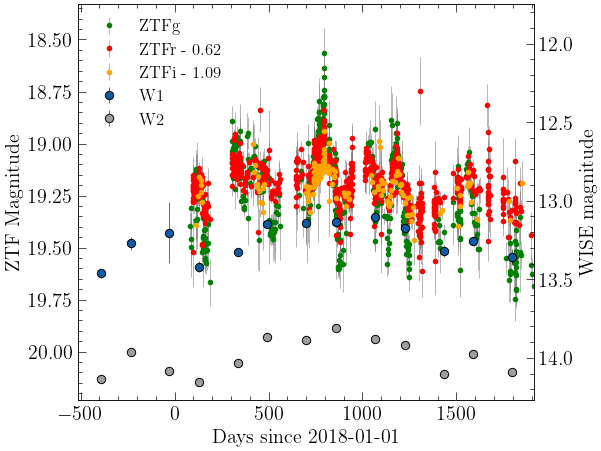 ZTFg
ZTFr - 0.62
ZTFi - 1.09
W1
W2
18.50
18.75
19.00
19.25
19.50
19.75
20.00
ZTF Magnitude
12.0
12.5
13.0
13.5
14.0
WISE magnitude
−500
0
500
1000
1500
Days since 2018-01-01